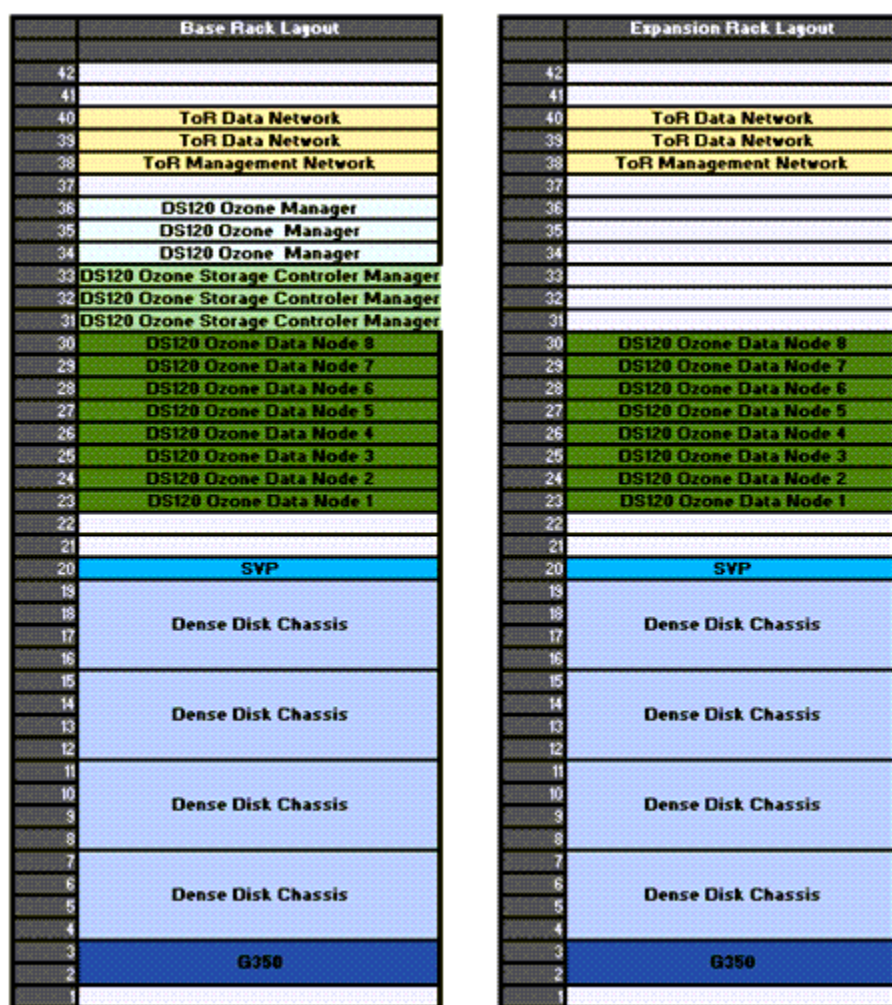 Base Rack Layout
42
41
40 ToR Data Network
39 ToR Data Network
38 ToR Management Network
37
36 DS120 Ozone Manager
35 DS120 Ozone Manager
34 DS120 Ozone Manager
33 DS120 Ozone Storage Controler Manager
32 DS120 Ozone Storage Controler Manager
31 DS120 Ozone Storage Controler Manager
30 DS120 Ozone Data Node 8
29 DS120 Ozone Data Node 7
28 DS120 Ozone Data Node 6
27 DS120 Ozone Data Node 5
26 DS120 Ozone Data Node 4
25 DS120 Ozone Data Node 3
24 DS120 Ozone Data Node 2
23 DS120 Ozone Data Node 1
22
21
20 SVP
19
18
Dense Disk Chassis
17
16
15
14
Dense Disk Chassis
13
12
11
10
Dense Disk Chassis
9
8
7
6
Dense Disk Chassis
5
4
3
G350
2
1
Expansion Rack Layout
42
41
40 ToR Data Network
39 ToR Data Network
38 ToR Management Network
37
36
35
34
33
32
31
30 DS120 Ozone Data Node 8
29 DS120 Ozone Data Node 7
28 DS120 Ozone Data Node 6
27 DS120 Ozone Data Node 5
26 DS120 Ozone Data Node 4
25 DS120 Ozone Data Node 3
24 DS120 Ozone Data Node 2
23 DS120 Ozone Data Node 1
22
21
20 SVP
19
18
Dense Disk Chassis
17
16
15
14
Dense Disk Chassis
13
12
11
10
Dense Disk Chassis
9
8
7
6
Dense Disk Chassis
5
4
3
G350
2
1